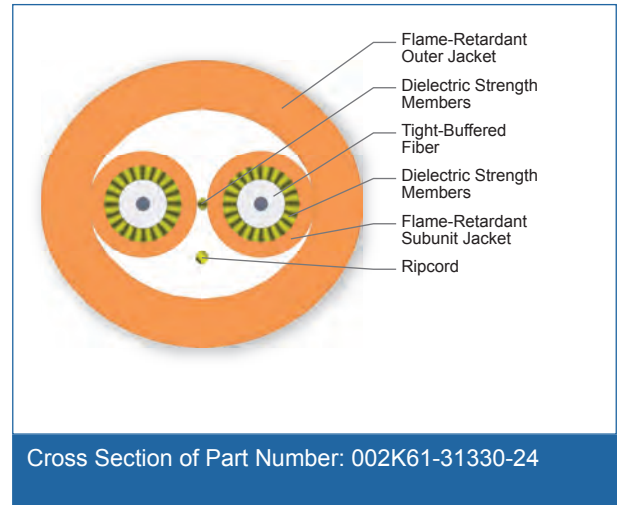 Flame-Retardant
Outer Jacket
Dielectric Strength
Members
Tight-Buffered
Fiber
Dielectric Strength
Members
Flame-Retardant
Subunit Jacket
Ripcord
Cross Section of Part Number: 002K61-31330-24